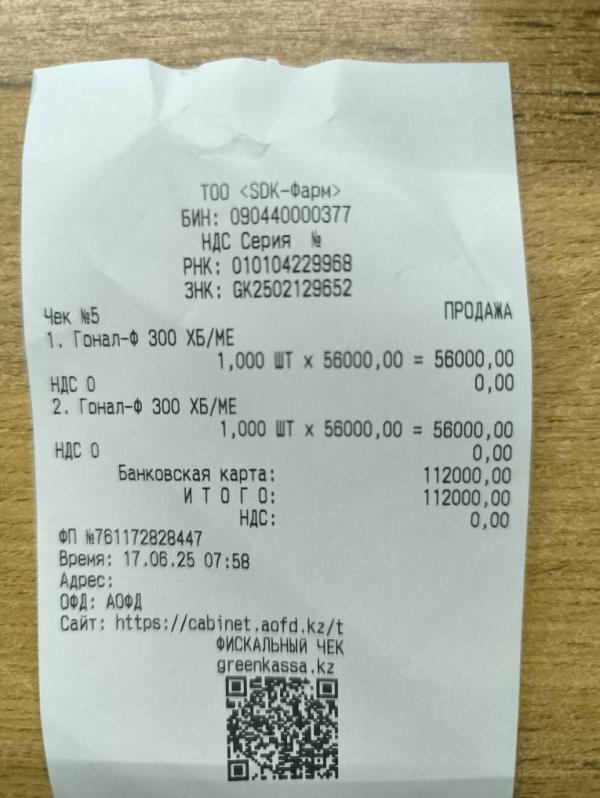 ТОО <SDK-Фарм>
БИН: 090440000377
НДС Серия №
РНК: 010104229968
ЗНК: GK2502129652
Чек №5 ПРОДАЖА
1. Гонал-Ф 300 ХБ/МЕ
1,000 ШТ x 56000,00 = 56000,00
НДС 0 0,00
2. Гонал-Ф 300 ХБ/МЕ
1,000 ШТ x 56000,00 = 56000,00
НДС 0 0,00
Банковская карта: 112000,00
И Т О Г О: 112000,00
НДС: 0,00
ФП №761172828447
Время: 17.06.25 07:58
Адрес:
ОФД: АОФД
Сайт: https://cabinet.aofd.kz/t
ФИСКАЛЬНЫЙ ЧЕК
greenkassa.kz